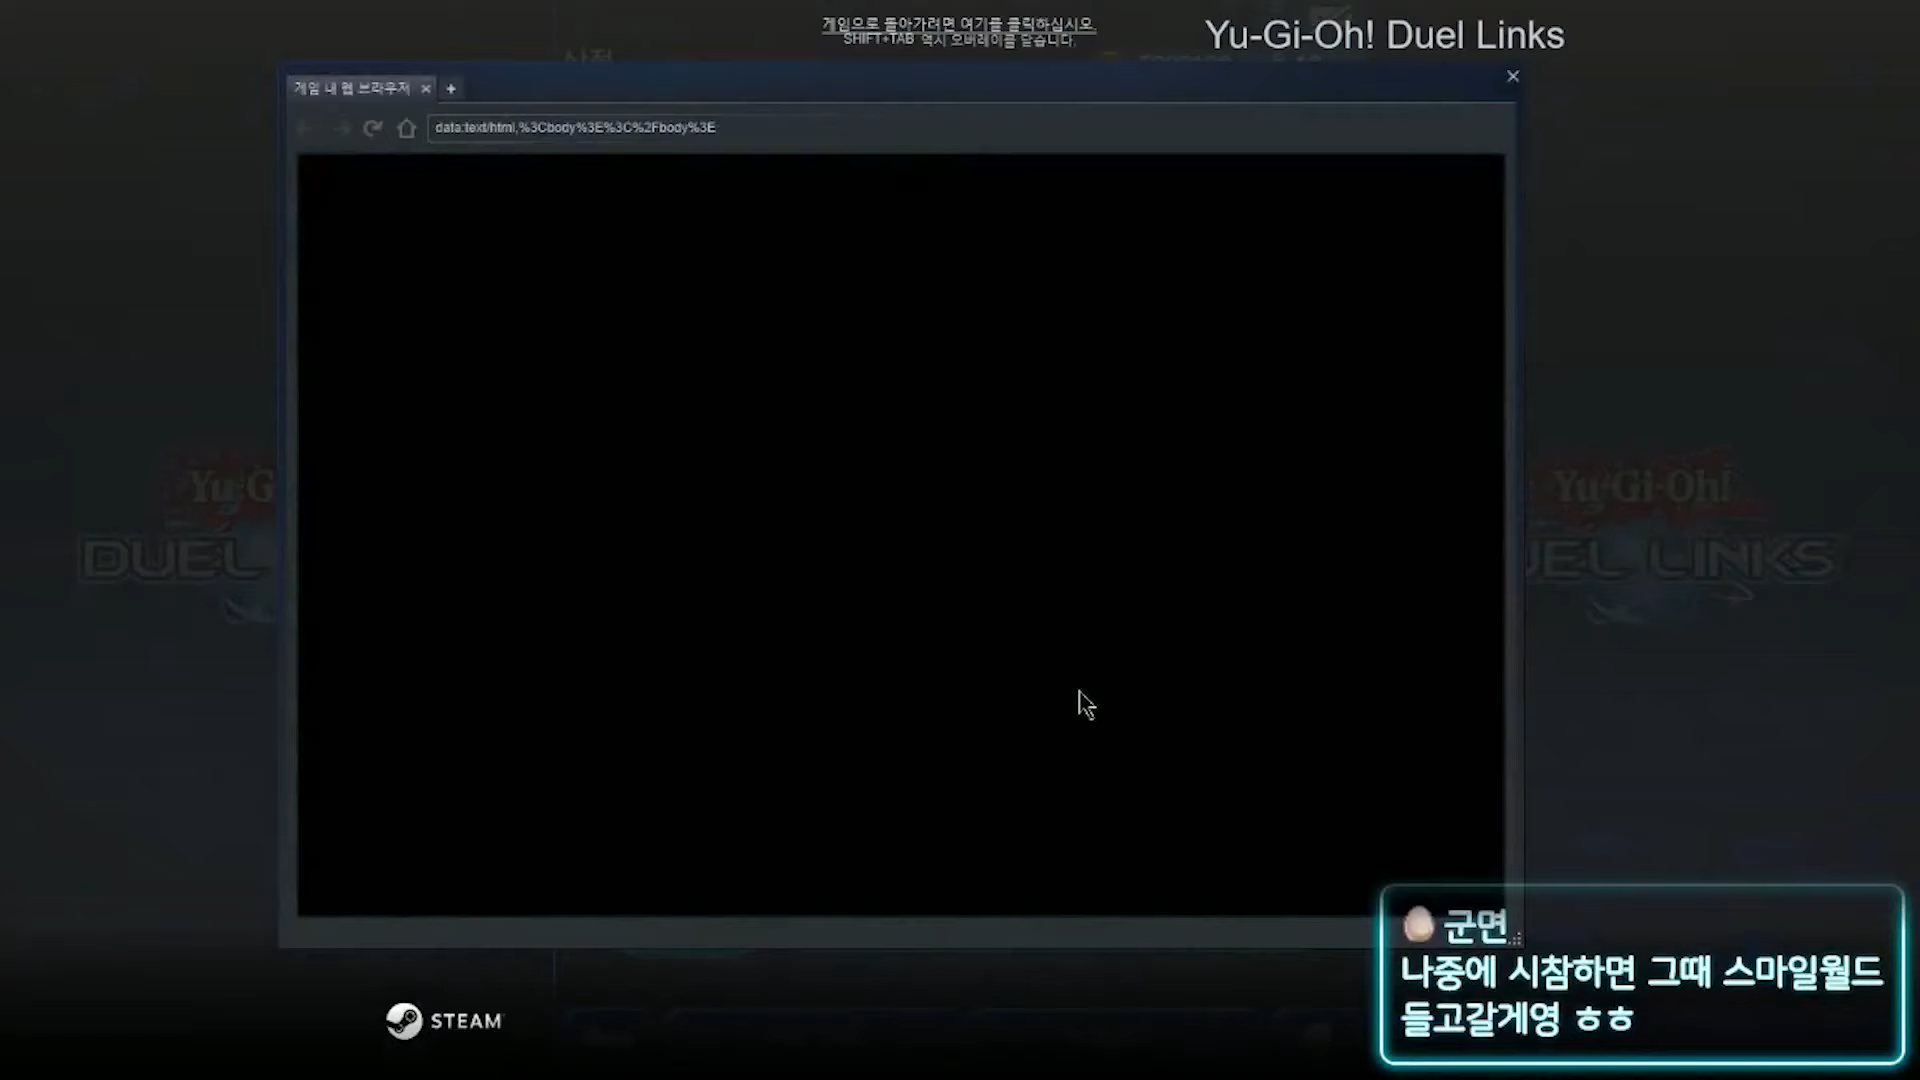 게임으로 돌아가려면 여기를 클릭하십시오.
SHIFT+TAB 역시 오버레이를 닫습니다.
Yu-Gi-Oh! Duel Links
게임 내 웹 브라우저
data:text/html,%3Cbody%3E%3C%2Fbody%3E
Yu-G
DUEL
Yu-Gi-Oh!
UEL LINKS
STEAM
군면
나중에 시참하면 그때 스마일월드
들고갈게영 ㅎㅎ